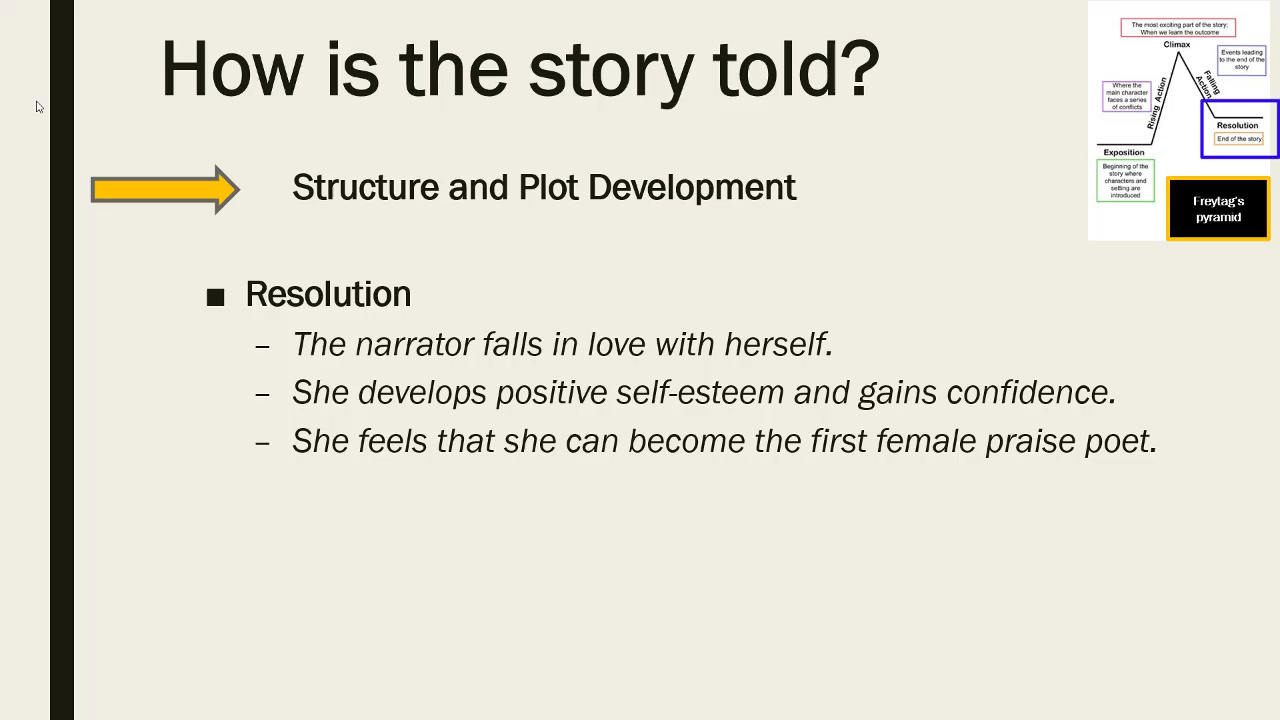 How is the story told?
Structure and Plot Development
■ Resolution
– The narrator falls in love with herself.
– She develops positive self-esteem and gains confidence.
– She feels that she can become the first female praise poet.
The most exciting part of the story;
When we learn the outcome
Climax
Events leading
to the end of the
story
Where the
main character
faces a series
of conflicts
Rising Action
Falling
Action
Resolution
End of the story
Exposition
Beginning of the
story where
characters and
setting are
introduced
Freytag's
pyramid